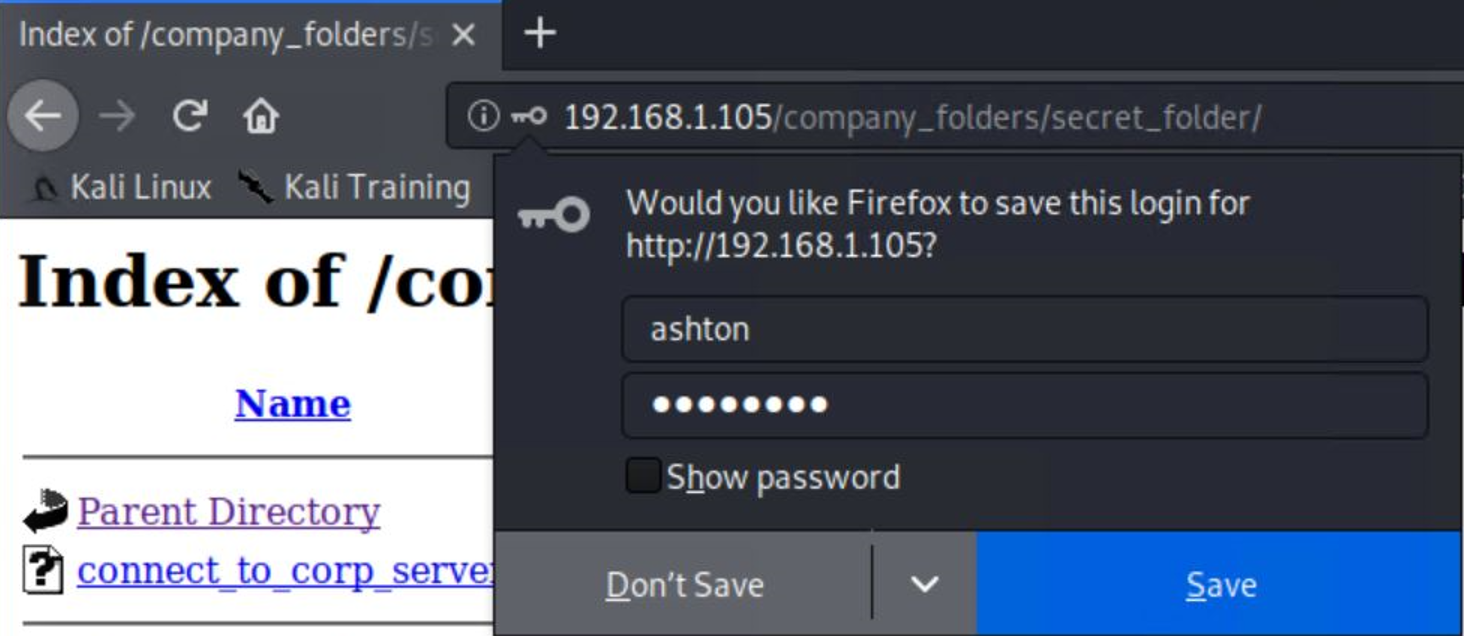 Index of /company_folders/s
192.168.1.105/company_folders/secret_folder/
Kali Linux Kali Training
Would you like Firefox to save this login for
http://192.168.1.105?
ashton
Show password
Don't Save
Save
Index of /co
Name
Parent Directory
connect_to_corp_server